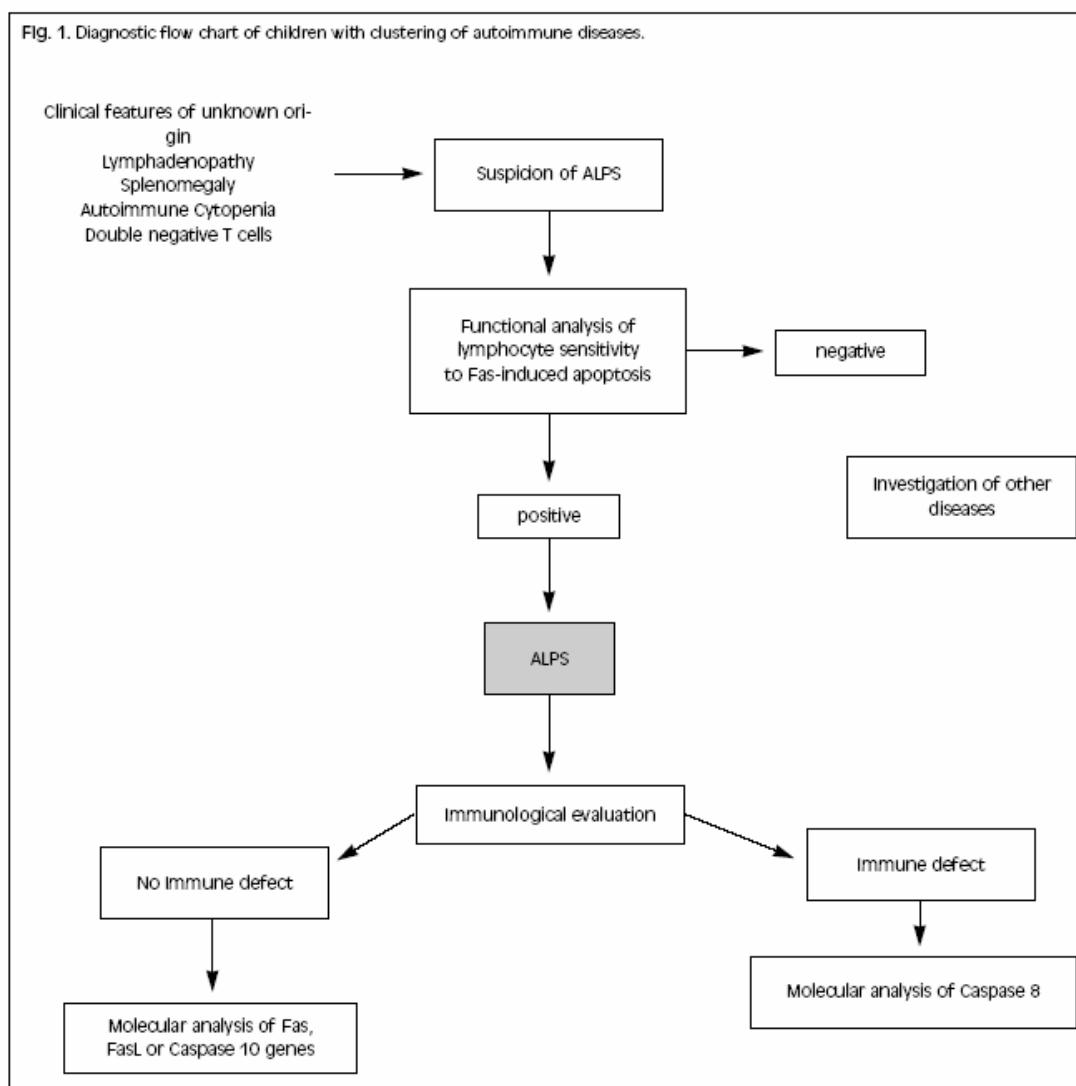 Fig. 1. Diagnostic flow chart of children with clustering of autoimmune diseases.
Clinical features of unknown ori-
gin
Lymphadenopathy
Splenomegaly
Autoimmune Cytopenia
Double negative T cells
Suspicion of ALPS
Functional analysis of
lymphocyte sensitivity
to Fas-induced apoptosis
negative
Investigation of other
diseases
positive
ALPS
Immunological evaluation
No Immune defect
Immune defect
Molecular analysis of Fas,
FasL or Caspase 10 genes
Molecular analysis of Caspase 8